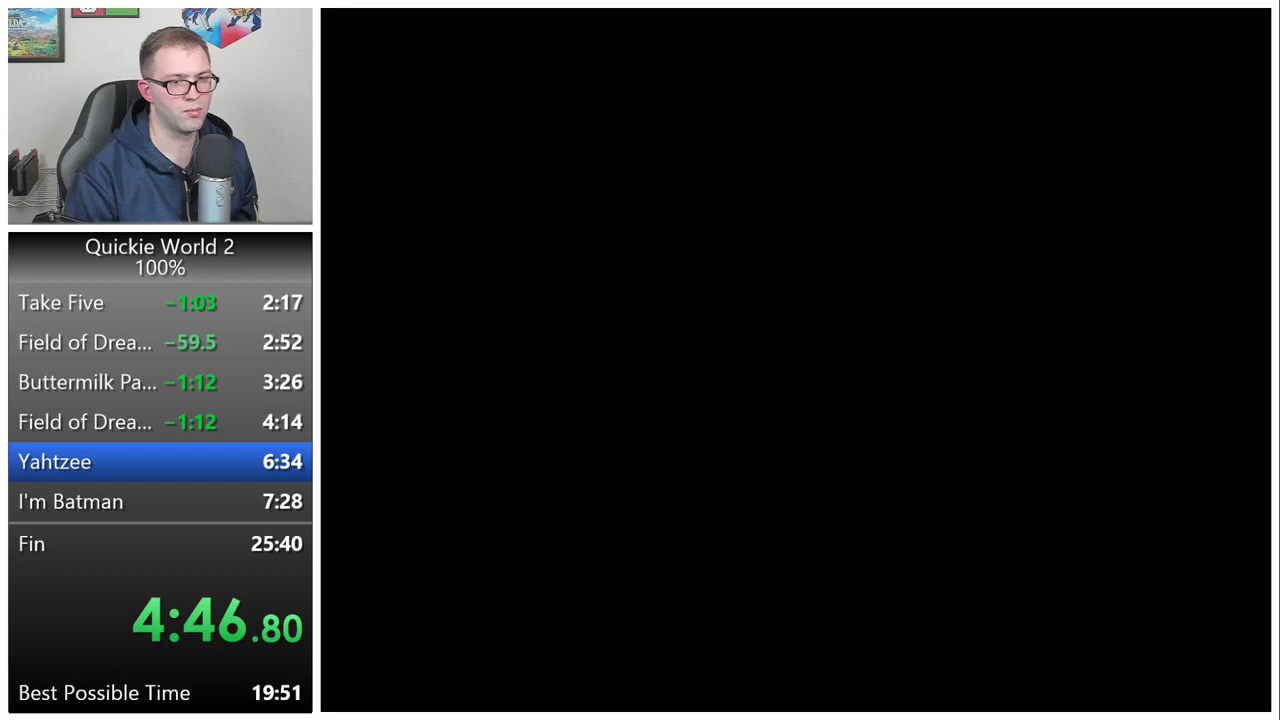 Quickie World 2
100%
Take Five −1:03 2:17
Field of Drea... −59.5 2:52
Buttermilk Pa... −1:12 3:26
Field of Drea... −1:12 4:14
Yahtzee 6:34
I'm Batman 7:28
Fin 25:40
4:46.80
Best Possible Time 19:51